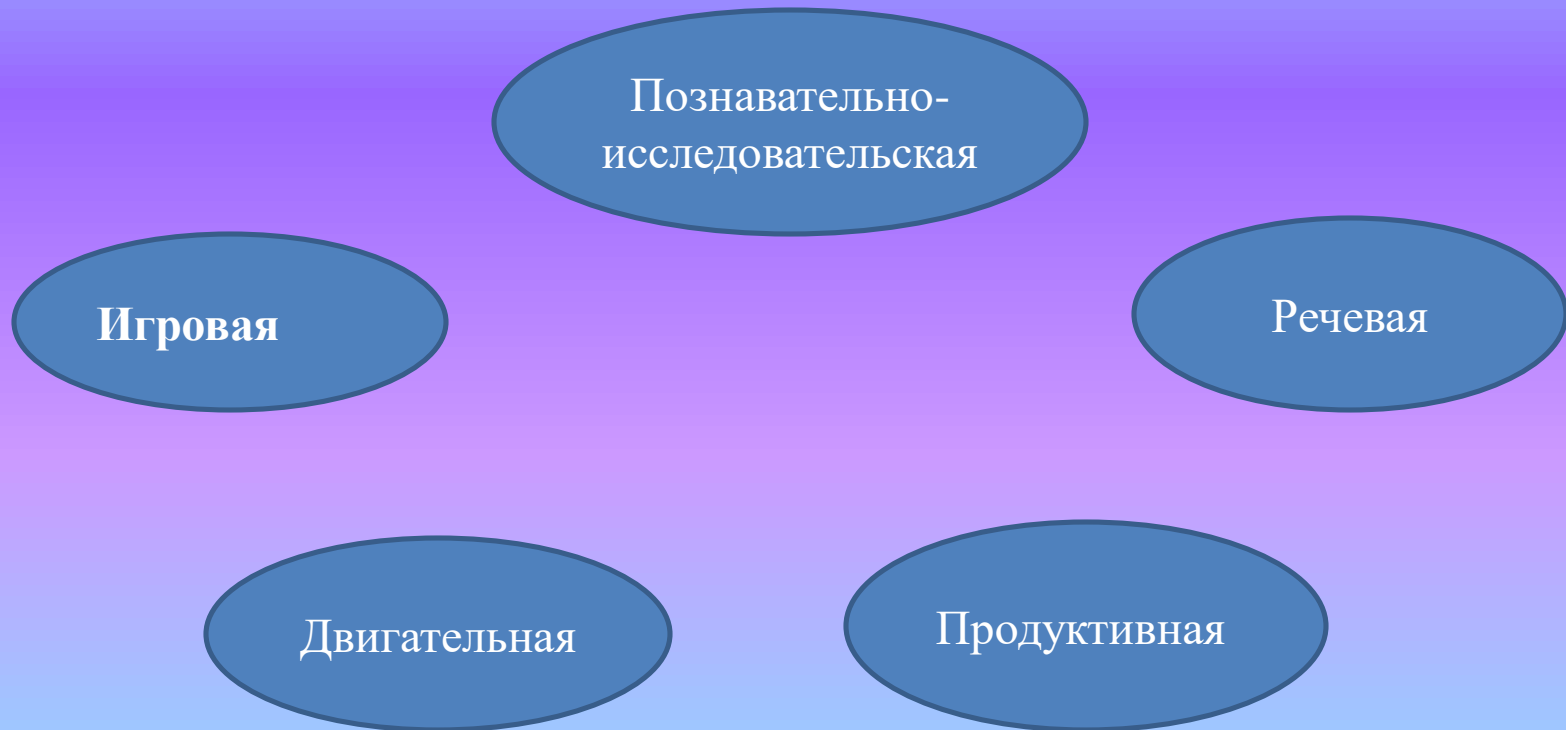 Познавательно-
исследовательская
Игровая
Речевая
Двигательная
Продуктивная